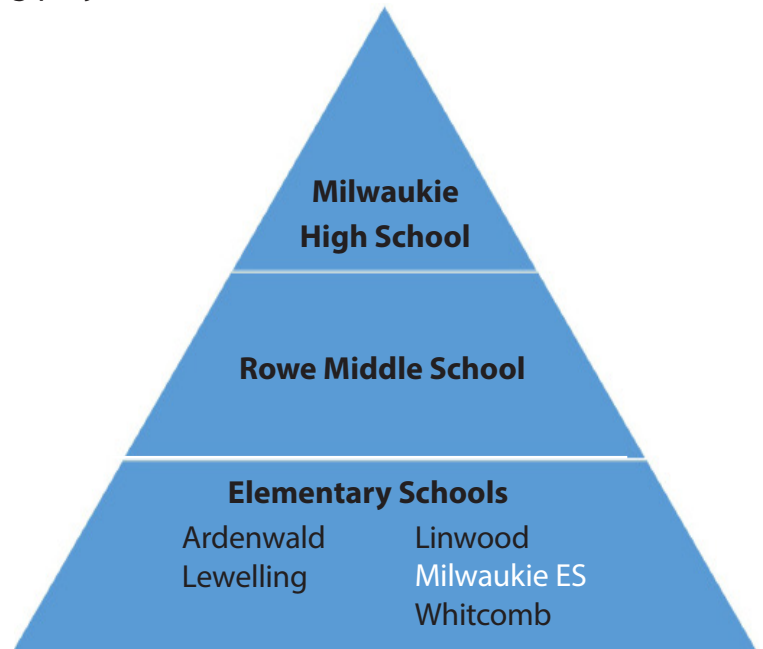 Milwaukie
High School
Rowe Middle School
Elementary Schools
Ardenwald Linwood
Lewelling Milwaukie ES
Whitcomb